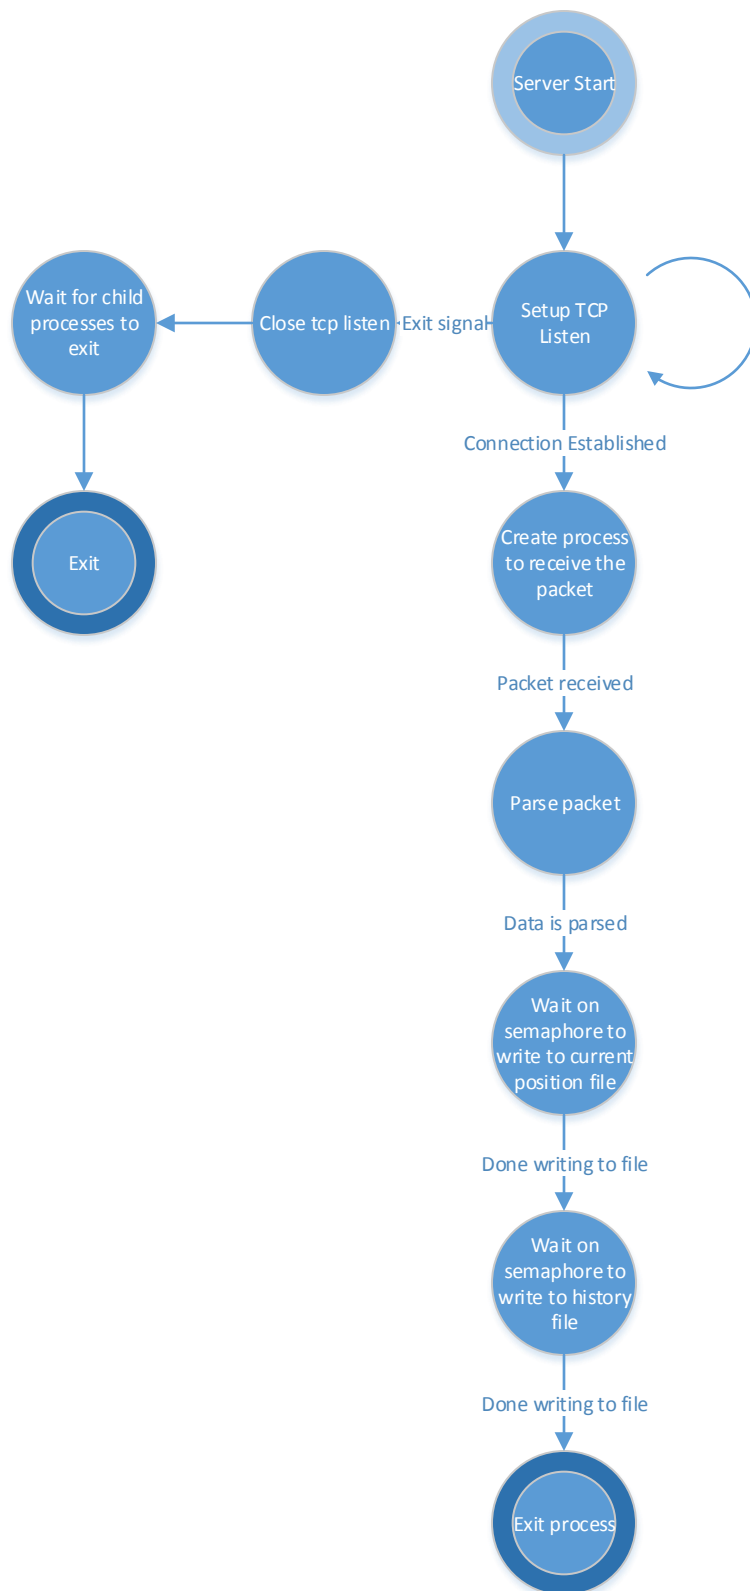 Server Start
Wait for child
processes to
exit
Close tcp listen
Exit signal
Setup TCP
Listen
Connection Established
Exit
Create process
to receive the
packet
Packet received
Parse packet
Data is parsed
Wait on
semaphore to
write to current
position file
Done writing to file
Wait on
semaphore to
write to history
file
Done writing to file
Exit process